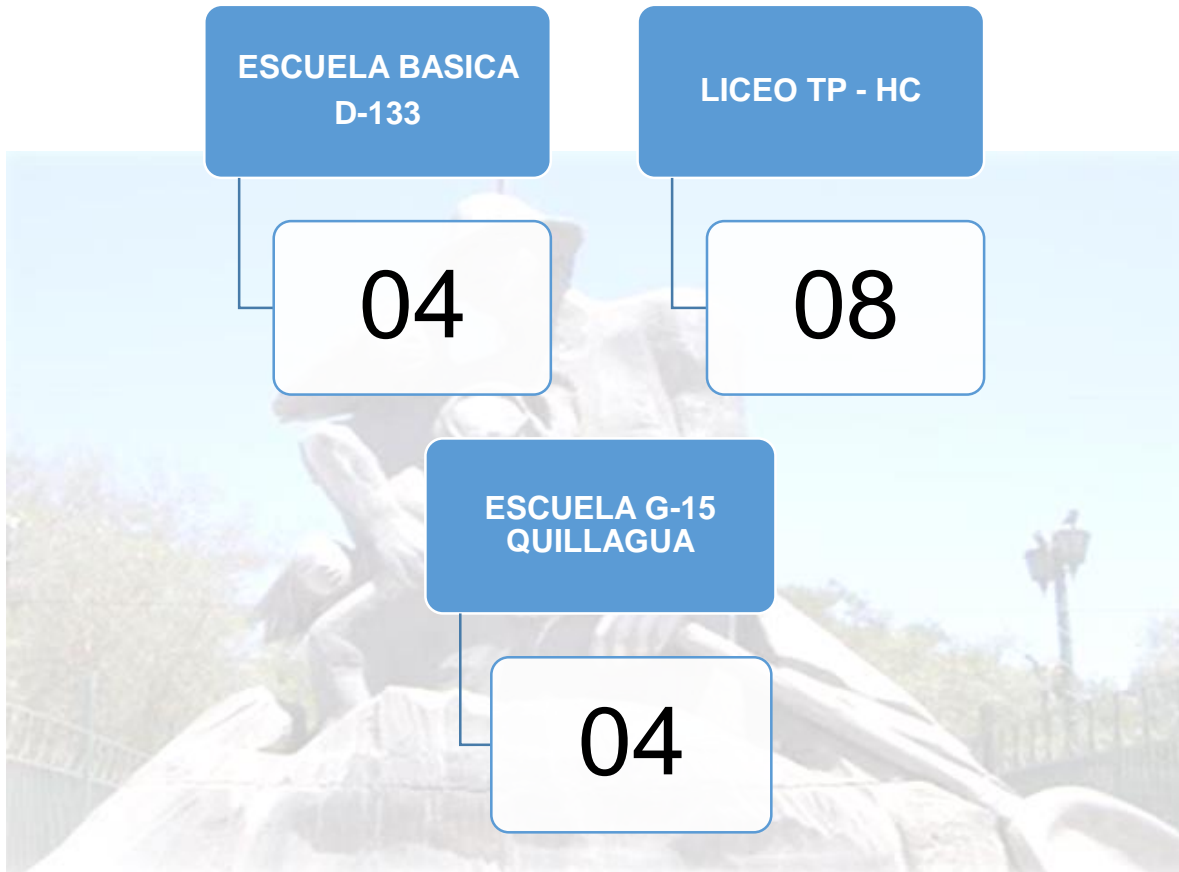 ESCUELA BASICA
D-133
04
LICEO TP - HC
08
ESCUELA G-15
QUILLAGUA
04